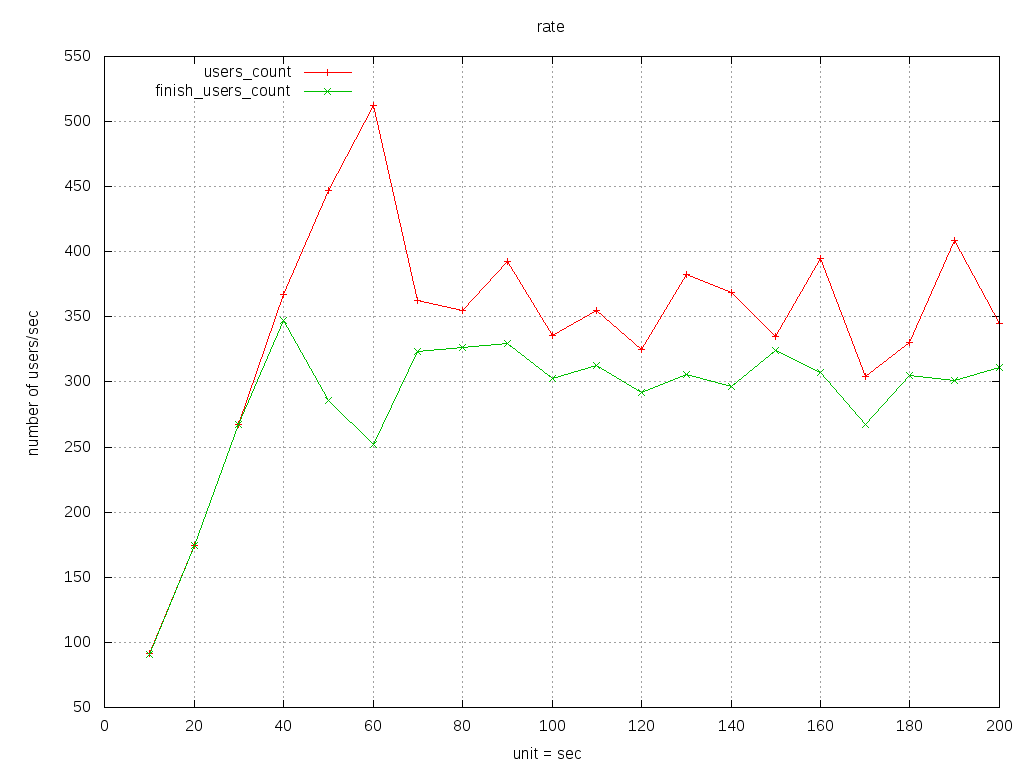 rate
users_count
finish_users_count
550
500
450
400
350
300
250
200
150
100
50
number of users/sec
0 20 40 60 80 100 120 140 160 180 200
unit = sec